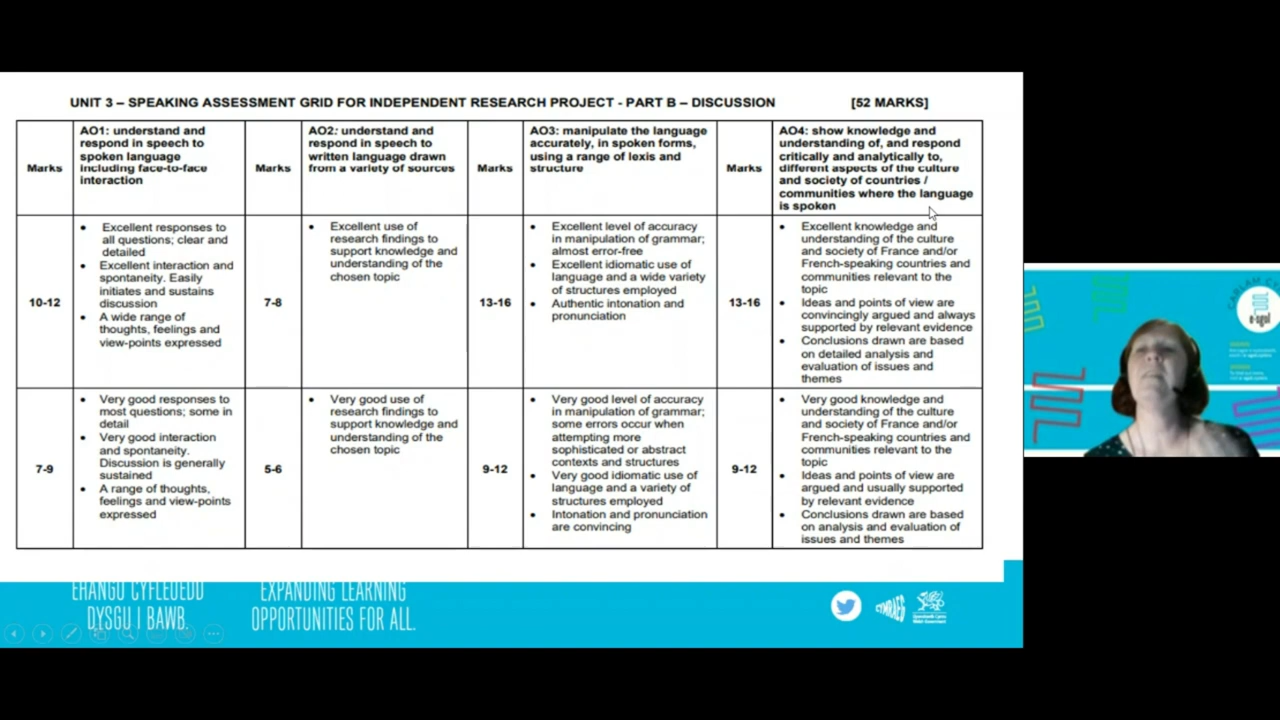 UNIT 3 – SPEAKING ASSESSMENT GRID FOR INDEPENDENT RESEARCH PROJECT - PART B – DISCUSSION [52 MARKS]
Marks
AO1: understand and
respond in speech to
spoken language
including face-to-face
interaction
Marks
AO2: understand and
respond in speech to
written language drawn
from a variety of sources
Marks
AO3: manipulate the language
accurately, in spoken forms,
using a range of lexis and
structure
Marks
AO4: show knowledge and
understanding of, and respond
critically and analytically to,
different aspects of the culture
and society of countries /
communities where the language
is spoken
10-12
• Excellent responses to
all questions; clear and
detailed
• Excellent interaction and
spontaneity. Easily
initiates and sustains
discussion
• A wide range of
thoughts, feelings and
view-points expressed
7-8
• Excellent use of
research findings to
support knowledge and
understanding of the
chosen topic
13-16
• Excellent level of accuracy
in manipulation of grammar;
almost error-free
• Excellent idiomatic use of
language and a wide variety
of structures employed
• Authentic intonation and
pronunciation
13-16
• Excellent knowledge and
understanding of the culture
and society of France and/or
French-speaking countries and
communities relevant to the
topic
• Ideas and points of view are
convincingly argued and always
supported by relevant evidence
• Conclusions drawn are based
on detailed analysis and
evaluation of issues and
themes
7-9
• Very good responses to
most questions; some in
detail
• Very good interaction
and spontaneity.
Discussion is generally
sustained
• A range of thoughts,
feelings and view-points
expressed
5-6
• Very good use of
research findings to
support knowledge and
understanding of the
chosen topic
9-12
• Very good level of accuracy
in manipulation of grammar;
some errors occur when
attempting more
sophisticated or abstract
contexts and structures
• Very good idiomatic use of
language and a variety of
structures employed
• Intonation and pronunciation
are convincing
9-12
• Very good knowledge and
understanding of the culture
and society of France and/or
French-speaking countries and
communities relevant to the
topic
• Ideas and points of view are
argued and usually supported
by relevant evidence
• Conclusions drawn are based
on analysis and evaluation of
issues and themes
EHANGU CYFLEOEDD
DYSGU I BAWB.
EXPANDING LEARNING
OPPORTUNITIES FOR ALL.
CYMRAEG
e-sgol